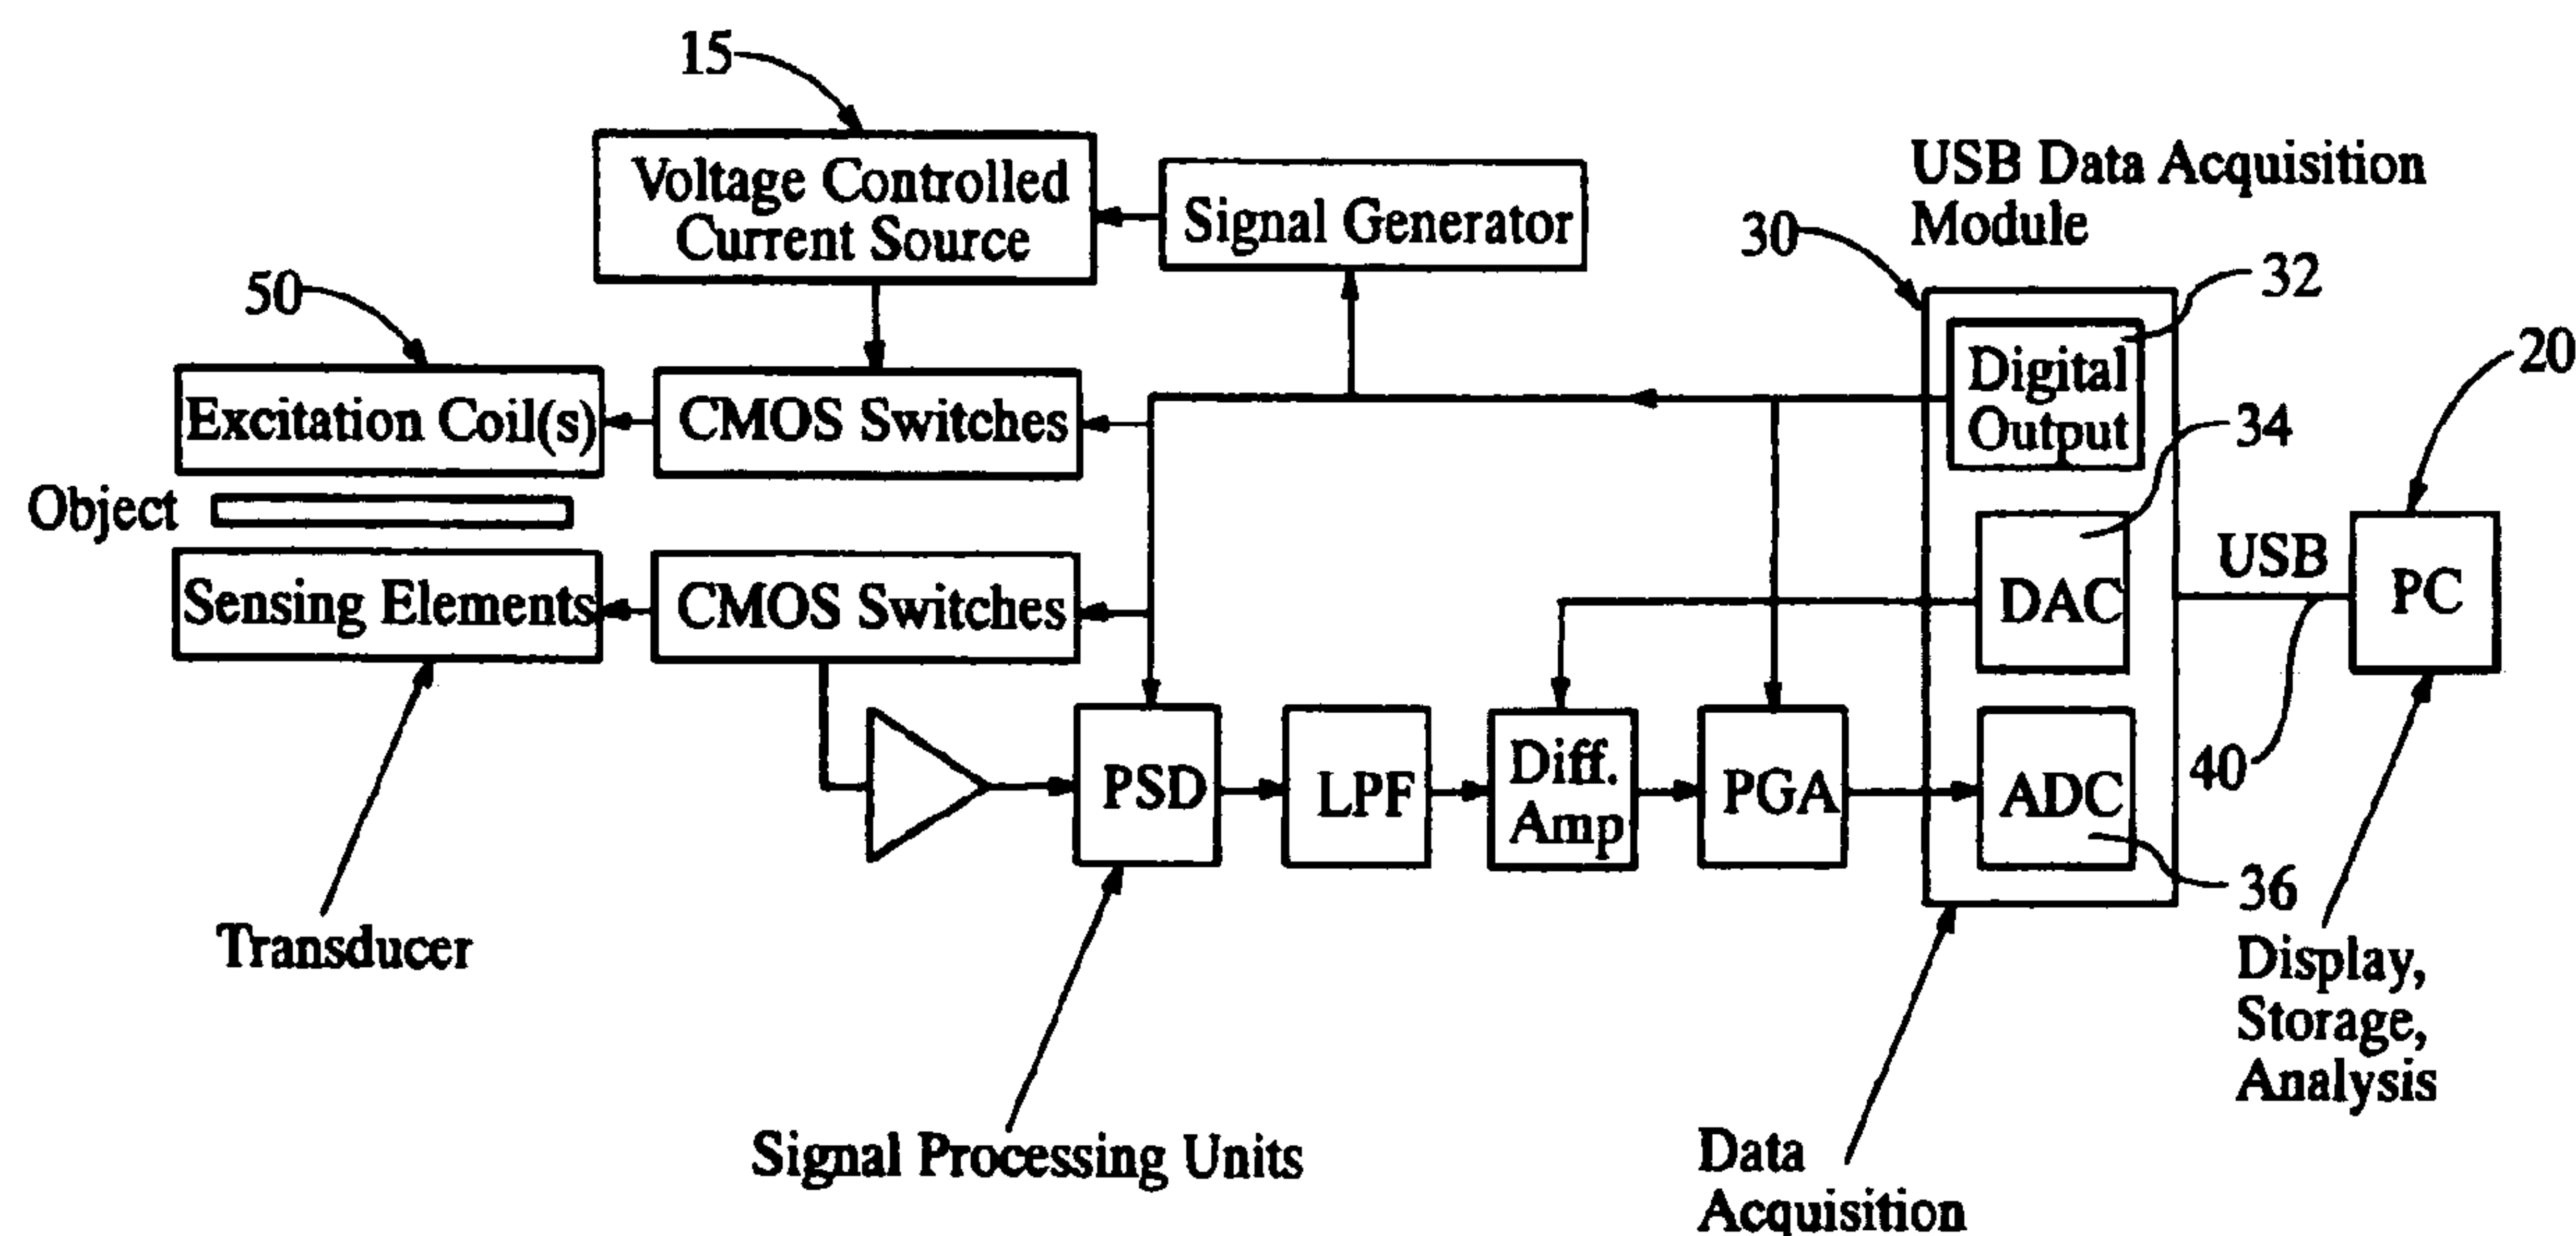 15
Voltage Controlled
Current Source
Signal Generator
USB Data Acquisition
Module
30
32
50
20
Excitation Coil(s)
CMOS Switches
Digital
Output
34
Object
Sensing Elements
CMOS Switches
DAC
USB
PC
PSD
LPF
Diff.
Amp
PGA
ADC
40
36
Transducer
Display,
Storage,
Analysis
Signal Processing Units
Data
Acquisition